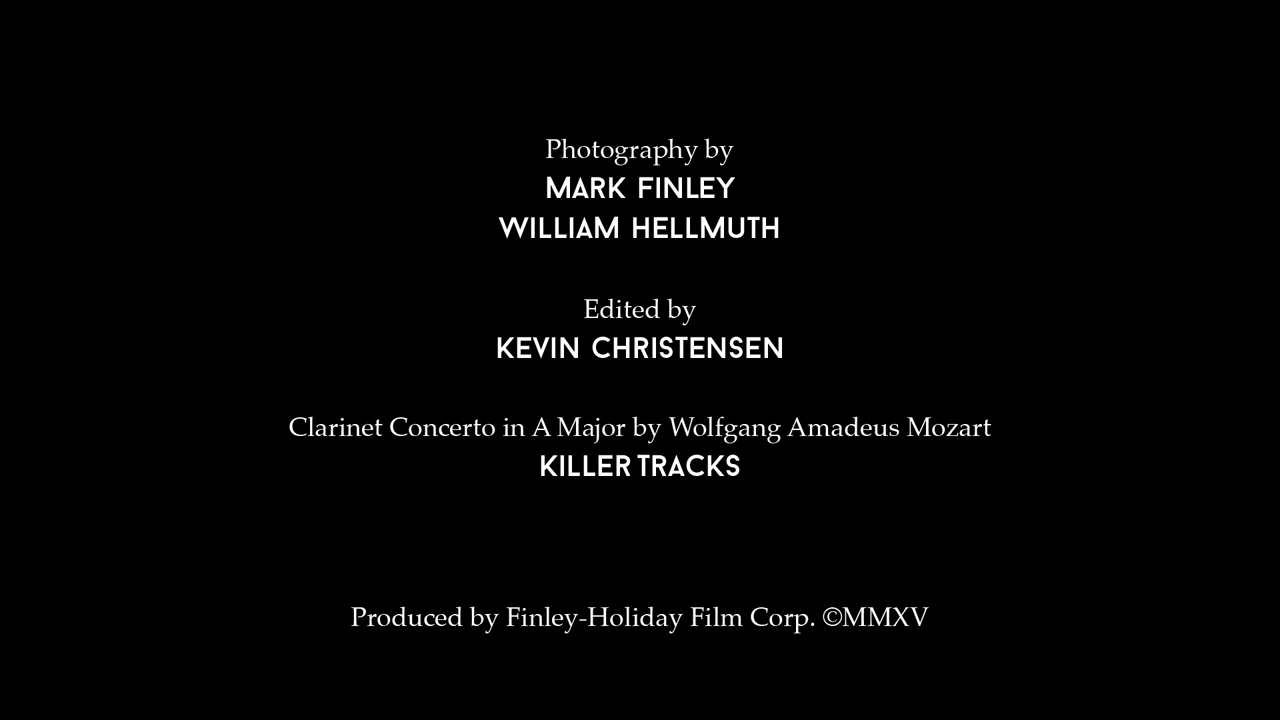 Photography by
MARK FINLEY
WILLIAM HELLMUTH
Edited by
KEVIN CHRISTENSEN
Clarinet Concerto in A Major by Wolfgang Amadeus Mozart
KILLER TRACKS
Produced by Finley-Holiday Film Corp. ©MMXV